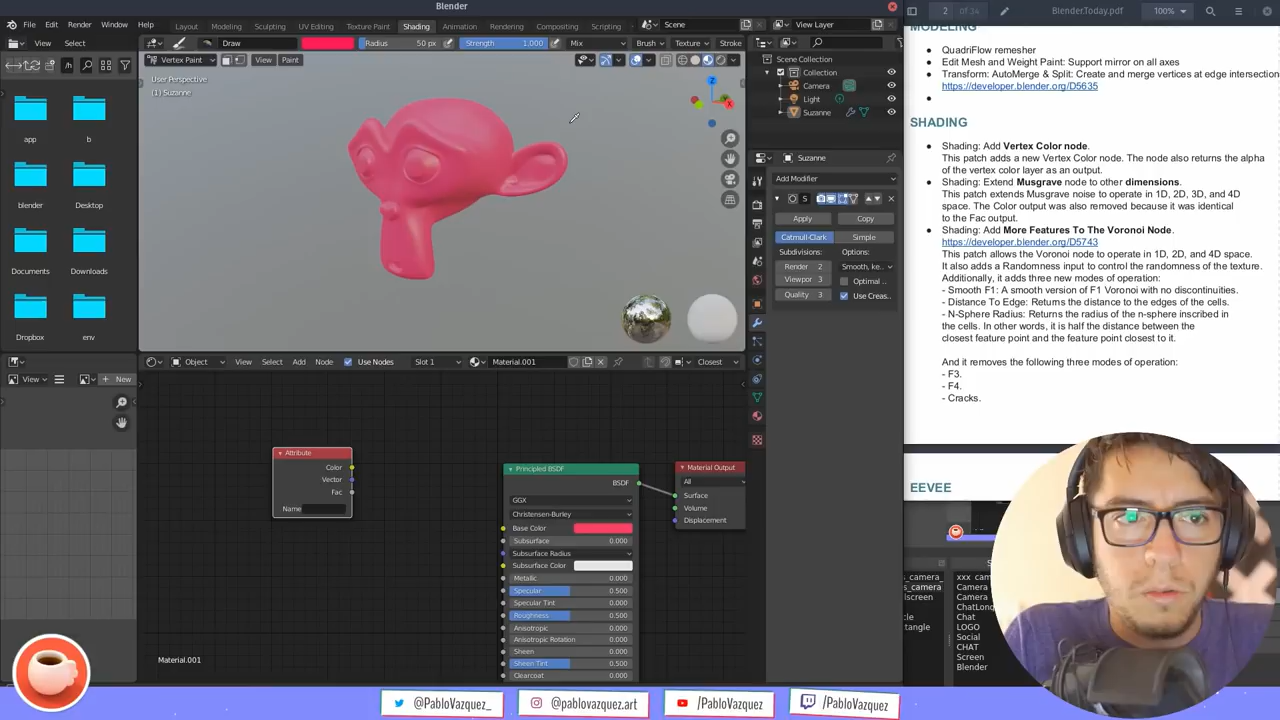 Blender
BlenderToday.pdf
File Edit Render Window Help
Layout Modeling Sculpting UV Editing Texture Paint Shading Animation Rendering Compositing Scripting
Scene
View Layer
2 of 34
100%
View Select
Draw
Radius 50 px
Strength 1.000
Mix
Brush
Texture
Stroke
Vertex Paint
View
Paint
User Perspective
(1) Suzanne
app
b
blender
Desktop
Documents
Downloads
Dropbox
env
Scene Collection
Collection
Camera
Light
Suzanne
Suzanne
Add Modifier
S
Apply
Copy
Catmull-Clark
Simple
Subdivisions:
Options:
Render 2
Smooth, ke...
Viewpor 3
Optimal ..
Quality 3
Use Creas..
MODELING
QuadriFlow remesher
Edit Mesh and Weight Paint: Support mirror on all axes
Transform: AutoMerge & Split: Create and merge vertices at edge intersection
https://developer.blender.org/D5635
SHADING
Shading: Add Vertex Color node.
This patch adds a new Vertex Color node. The node also returns the alpha
of the vertex color layer as an output.
Shading: Extend Musgrave node to other dimensions.
This patch extends Musgrave noise to operate in 1D, 2D, 3D, and 4D
space. The Color output was also removed because it was identical
to the Fac output.
Shading: Add More Features To The Voronoi Node.
https://developer.blender.org/D5743
This patch allows the Voronoi node to operate in 1D, 2D, and 4D space.
It also adds a Randomness input to control the randomness of the texture.
Additionally, it adds three new modes of operation:
- Smooth F1: A smooth version of F1 Voronoi with no discontinuities.
- Distance To Edge: Returns the distance to the edges of the cells.
- N-Sphere Radius: Returns the radius of the n-sphere inscribed in
the cells. In other words, it is half the distance between the
closest feature point and the feature point closest to it.
And it removes the following three modes of operation:
- F3.
- F4.
- Cracks.
EEVEE
Object
View Select Add Node
Use Nodes
Slot 1
Material.001
Closest
View
New
Attribute
Color
Vector
Fac
Name
Principled BSDF
BSDF
GGX
Christensen-Burley
Base Color
Subsurface 0.000
Subsurface Radius
Subsurface Color
Metallic 0.000
Specular 0.500
Specular Tint 0.000
Roughness 0.500
Anisotropic 0.000
Anisotropic Rotation 0.000
Sheen 0.000
Sheen Tint 0.500
Clearcoat 0.000
Material Output
All
Surface
Volume
Displacement
Material.001
xxx cam
Camera
ChatLong
Chat
LOGO
Social
CHAT
Screen
Blender
@PabloVazquez_
@pablovazquez.art
/PabloVazquez
/PabloVazquez